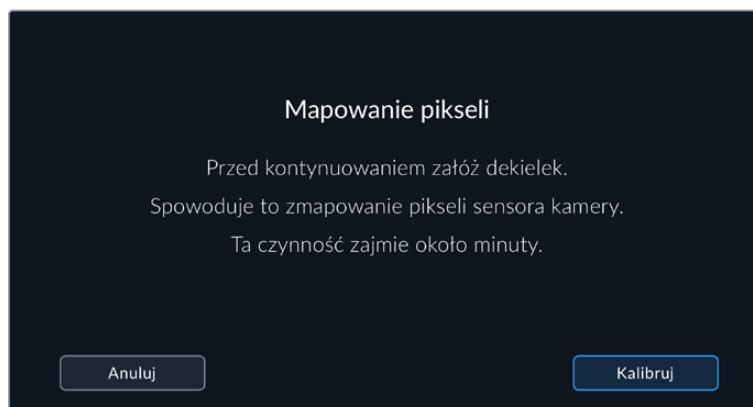 Mapowanie pikseli
Przed kontynuowaniem załóż dekielek.
Spowoduje to zmapowanie pikseli sensora kamery.
Ta czynność zajmie około minuty.
Anuluj
Kalibruj